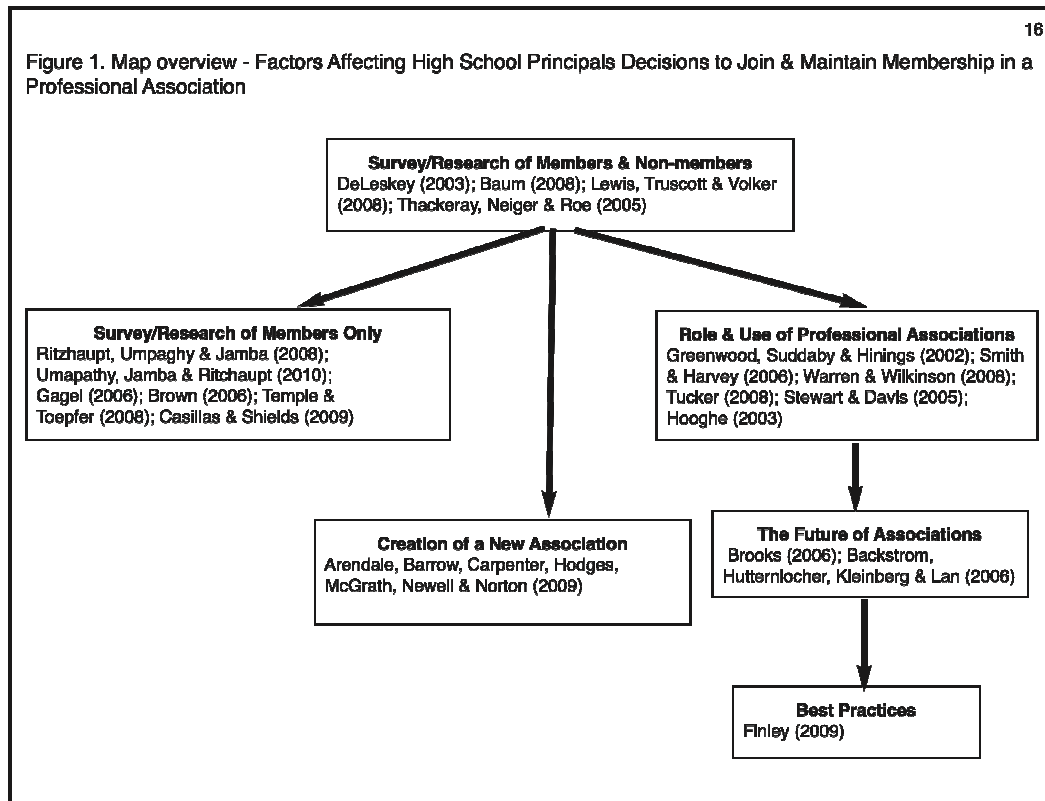 16
Figure 1. Map overview - Factors Affecting High School Principals Decisions to Join & Maintain Membership in a
Professional Association
Survey/Research of Members & Non-members
DeLeskey (2003); Baum (2008); Lewis, Truscott & Volker
(2008); Thackeray, Neiger & Roe (2005)
Survey/Research of Members Only
Ritzhaupt, Umpaghy & Jamba (2008);
Umapathy, Jamba & Ritchaupt (2010);
Gagel (2006); Brown (2006); Temple &
Toepfer (2008); Casillas & Shields (2009)
Role & Use of Professional Associations
Greenwood, Suddaby & Hinings (2002); Smith
& Harvey (2006); Warren & Wilkinson (2008);
Tucker (2008); Stewart & Davis (2005);
Hooghe (2003)
Creation of a New Association
Arendale, Barrow, Carpenter, Hodges,
McGrath, Newell & Norton (2009)
The Future of Associations
Brooks (2006); Backstrom,
Hutternlocher, Kleinberg & Lan (2006)
Best Practices
Finley (2009)